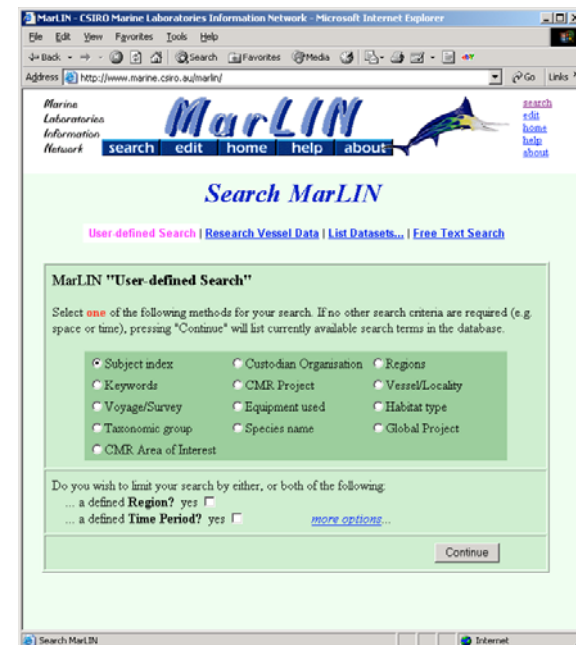 MarLIN - CSIRO Marine Laboratories Information Network - Microsoft Internet Explorer
File Edit View Favorites Tools Help
Back Search Favorites Media
Address http://www.marine.csiro.au/marlin/ Go Links
Marine
Laboratories
Information
Network
MarLIN
search edit home help about
search
edit
home
help
about
Search MarLIN
User-defined Search | Research Vessel Data | List Datasets... | Free Text Search
MarLIN "User-defined Search"
Select one of the following methods for your search. If no other search criteria are required (e.g.
space or time), pressing "Continue" will list currently available search terms in the database.
Subject index Custodian Organisation Regions
Keywords CMR Project Vessel/Locality
Voyage/Survey Equipment used Habitat type
Taxonomic group Species name Global Project
CMR Area of Interest
Do you wish to limit your search by either, or both of the following:
... a defined Region? yes
... a defined Time Period? yes more options...
Continue
Search MarLIN Internet